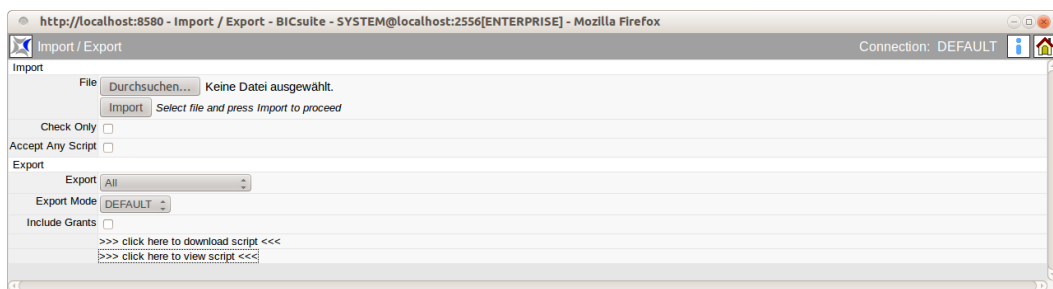 http://localhost:8580 - Import / Export - BICsuite - SYSTEM@localhost:2556[ENTERPRISE] - Mozilla Firefox
Import / Export Connection: DEFAULT
Import
File Durchsuchen... Keine Datei ausgewählt.
Import Select file and press Import to proceed
Check Only
Accept Any Script
Export
Export All
Export Mode DEFAULT
Include Grants
>>> click here to download script <<<
>>> click here to view script <<<